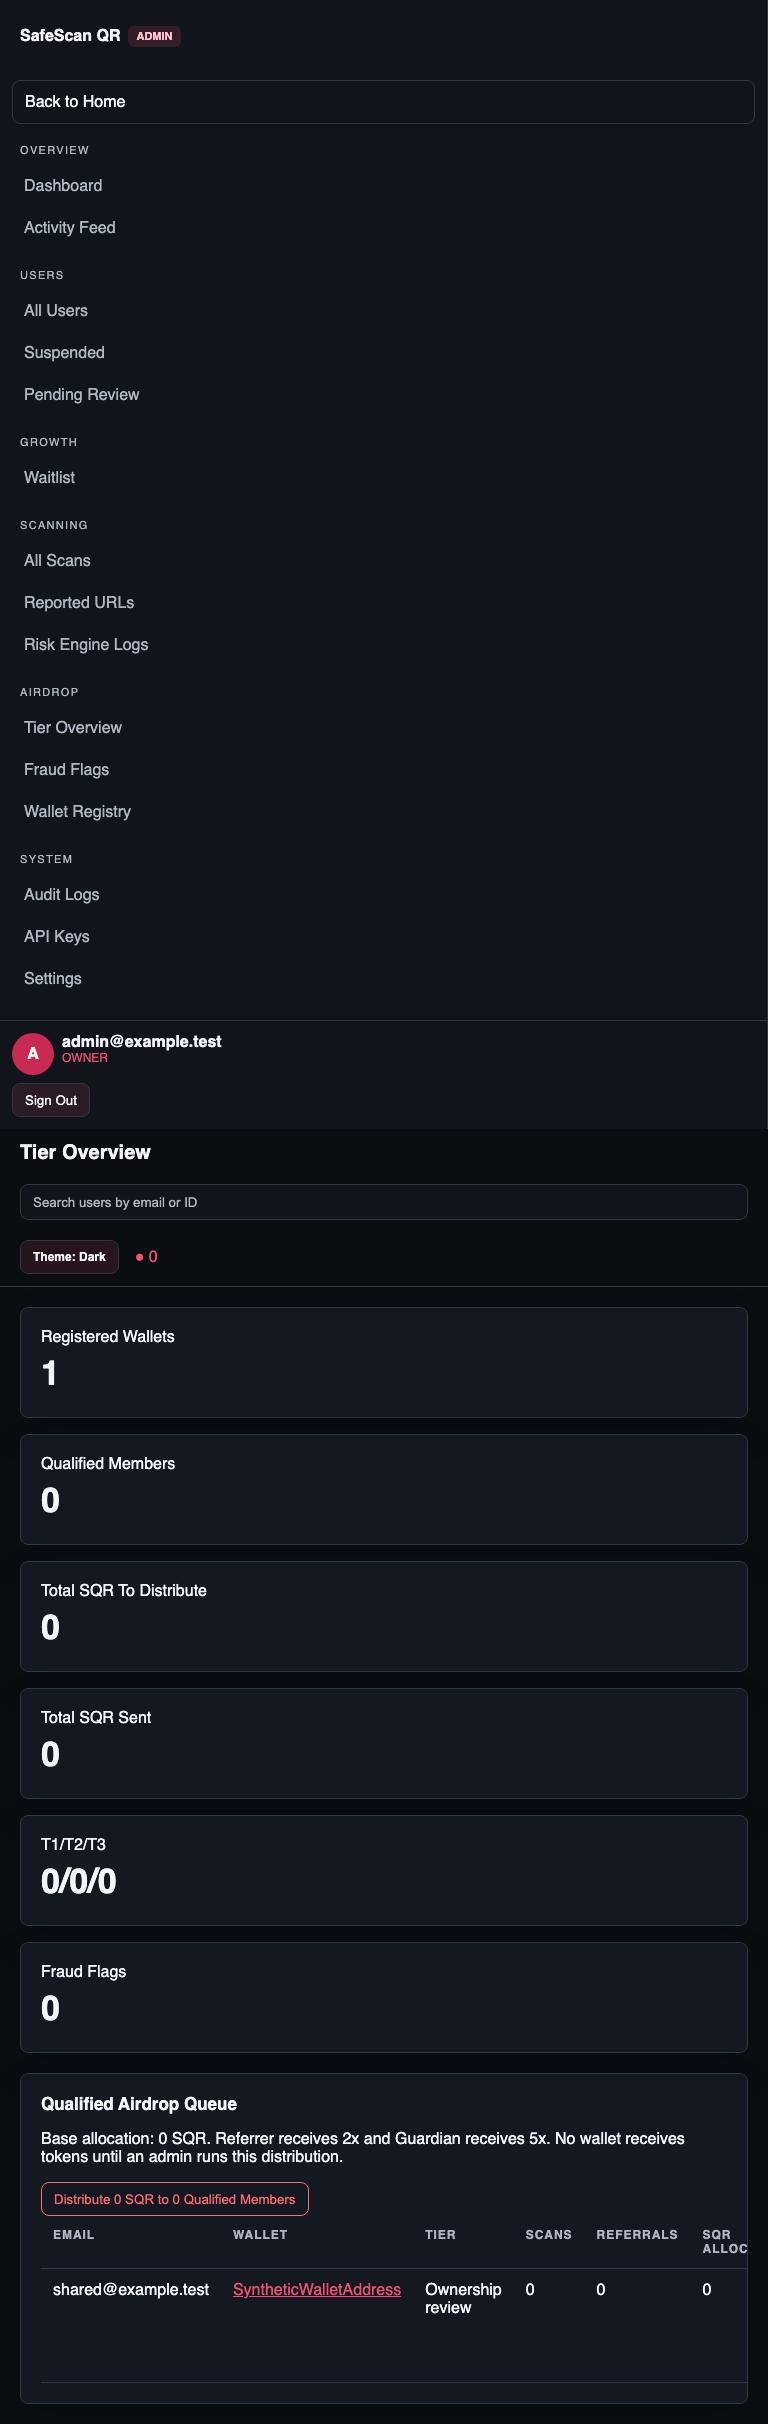 SafeScan QR ADMIN
Back to Home
OVERVIEW
Dashboard
Activity Feed
USERS
All Users
Suspended
Pending Review
GROWTH
Waitlist
SCANNING
All Scans
Reported URLs
Risk Engine Logs
AIRDROP
Tier Overview
Fraud Flags
Wallet Registry
SYSTEM
Audit Logs
API Keys
Settings
A admin@example.test
OWNER
Sign Out
Tier Overview
Search users by email or ID
Theme: Dark ● 0
Registered Wallets
1
Qualified Members
0
Total SQR To Distribute
0
Total SQR Sent
0
T1/T2/T3
0/0/0
Fraud Flags
0
Qualified Airdrop Queue
Base allocation: 0 SQR. Referrer receives 2x and Guardian receives 5x. No wallet receives
tokens until an admin runs this distribution.
Distribute 0 SQR to 0 Qualified Members
EMAIL WALLET TIER SCANS REFERRALS SQR
ALLOC
shared@example.test SyntheticWalletAddress Ownership 0 0 0
review